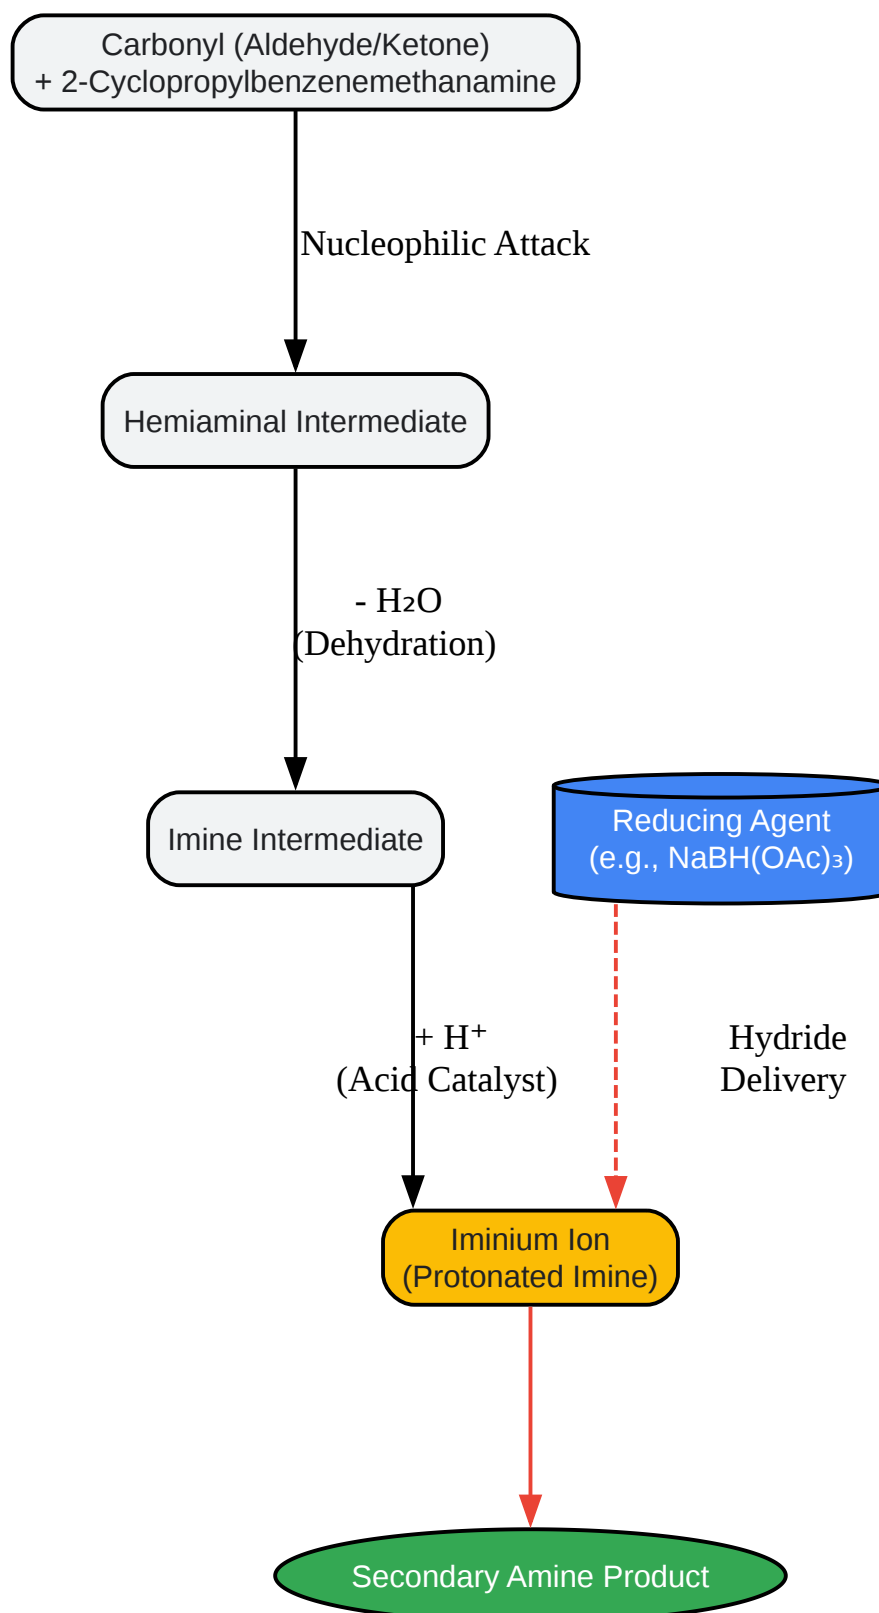 Carbonyl (Aldehyde/Ketone)
+ 2-Cyclopropylbenzenemethanamine
Nucleophilic Attack
Hemiaminal Intermediate
- H₂O
(Dehydration)
Imine Intermediate
Reducing Agent
(e.g., NaBH(OAc)₃)
+ H⁺
(Acid Catalyst)
Hydride
Delivery
Iminium Ion
(Protonated Imine)
Secondary Amine Product